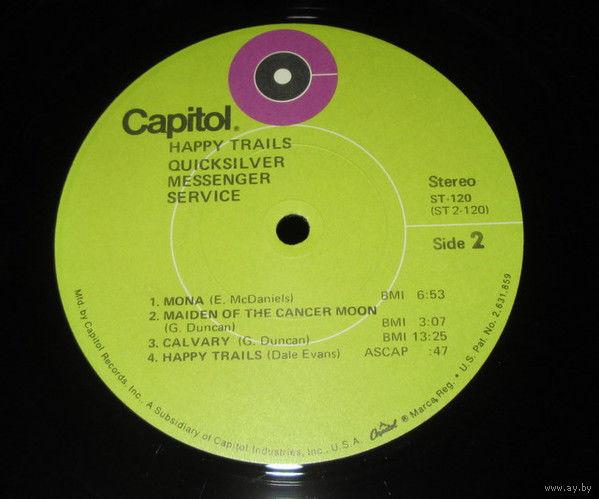 Capitol®
HAPPY TRAILS
QUICKSILVER
MESSENGER
SERVICE
Stereo
ST-120
(ST 2-120)
Side 2
1. MONA (E. McDaniels) BMI 6:53
2. MAIDEN OF THE CANCER MOON
(G. Duncan) BMI 3:07
3. CALVARY (G. Duncan) BMI 13:25
4. HAPPY TRAILS (Dale Evans) ASCAP :47
Mfd. by Capitol Records, Inc., A Subsidiary of Capitol Industries, Inc., U.S.A. Capitol ® Marca Reg. • U.S. Pat. No. 2,631,859
www.ay.by